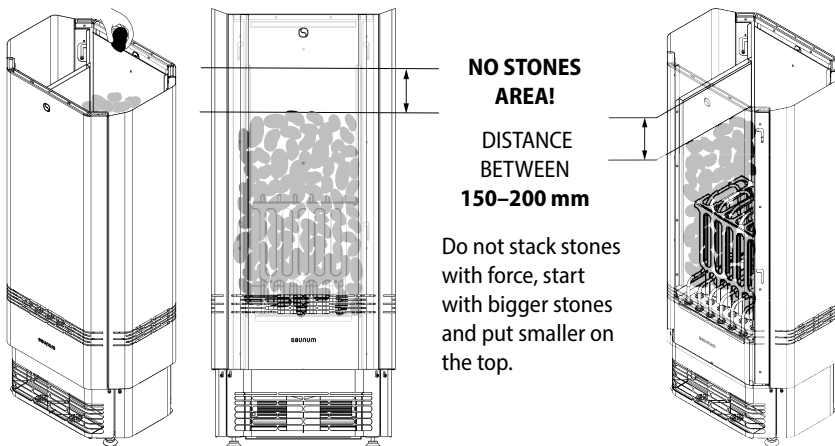 NO STONES
AREA!
DISTANCE
BETWEEN
150–200 mm
Do not stack stones
with force, start
with bigger stones
and put smaller on
the top.
saunum
saunum
saunum